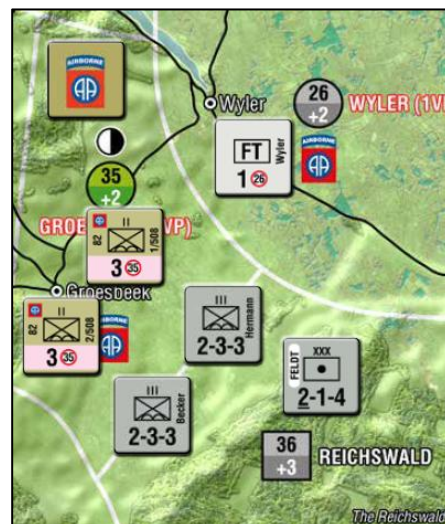 AIRBORNE
AA
Wyler
26
+2
WYLER (1V
FT
Wyler
1 26
AIRBORNE
AA
35
+2
GROE
VP)
II
82
1/508
3 35
Groesbeek
II
82
2/508
3 35
AIRBORNE
AA
III
Hermann
2-3-3
III
Becker
2-3-3
XXX
FELDT
2-1-4
36
+3
REICHSWALD
The Reichswald